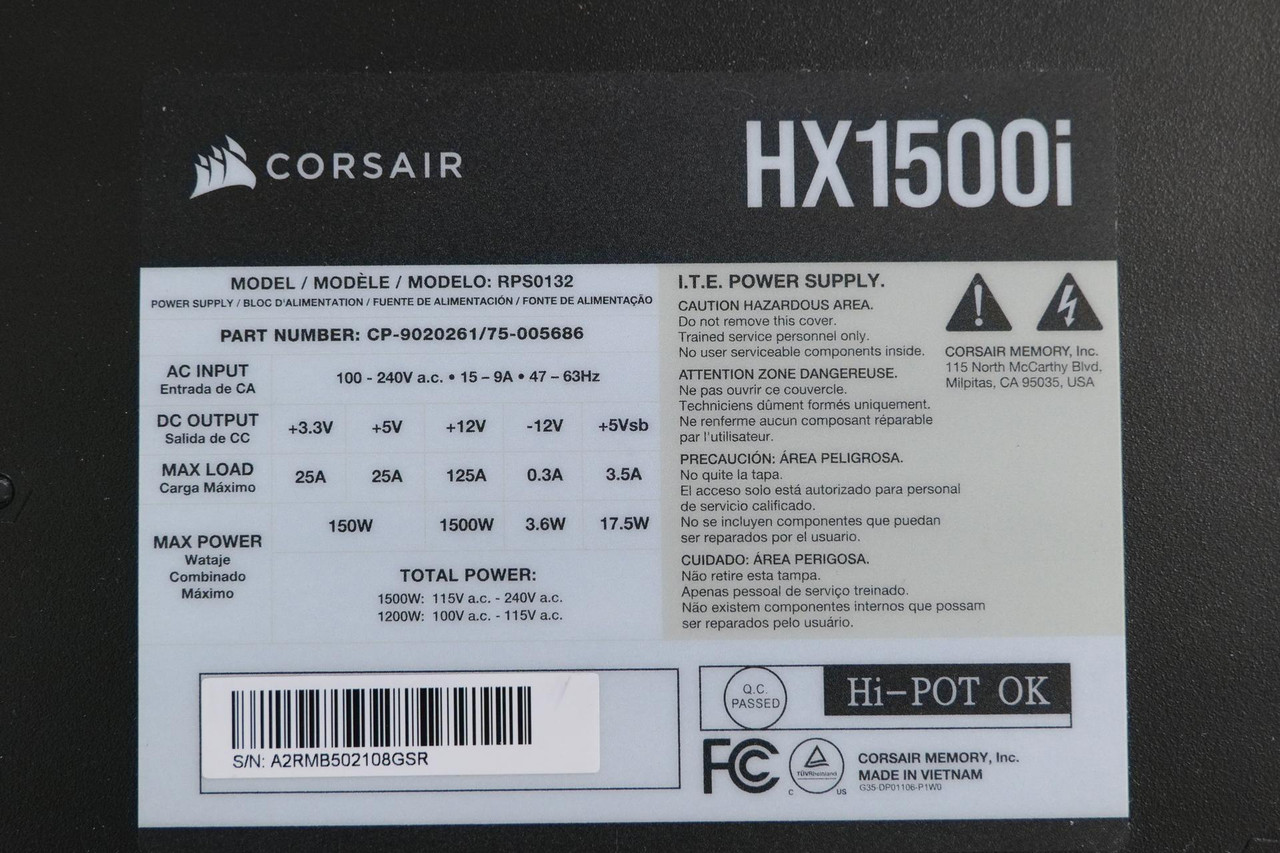 CORSAIR
HX1500i
MODEL / MODÈLE / MODELO: RPS0132
POWER SUPPLY / BLOC D'ALIMENTATION / FUENTE DE ALIMENTACIÓN / FONTE DE ALIMENTAÇÃO
PART NUMBER: CP-9020261/75-005686
AC INPUT
Entrada de CA
100 - 240V a.c. • 15 – 9A • 47 – 63Hz
DC OUTPUT
Salida de CC
+3.3V +5V +12V -12V +5Vsb
MAX LOAD
Carga Máximo
25A 25A 125A 0.3A 3.5A
MAX POWER
Wataje
Combinado
Máximo
150W 1500W 3.6W 17.5W
TOTAL POWER:
1500W: 115V a.c. - 240V a.c.
1200W: 100V a.c. - 115V a.c.
I.T.E. POWER SUPPLY.
CAUTION HAZARDOUS AREA.
Do not remove this cover.
Trained service personnel only.
No user serviceable components inside.
ATTENTION ZONE DANGEREUSE.
Ne pas ouvrir ce couvercle.
Techniciens dûment formés uniquement.
Ne renferme aucun composant réparable
par l'utilisateur.
PRECAUCIÓN: ÁREA PELIGROSA.
No quite la tapa.
El acceso solo está autorizado para personal
de servicio calificado.
No se incluyen componentes que puedan
ser reparados por el usuario.
CUIDADO: ÁREA PERIGOSA.
Não retire esta tampa.
Apenas pessoal de serviço treinado.
Não existem componentes internos que possam
ser reparados pelo usuário.
CORSAIR MEMORY, Inc.
115 North McCarthy Blvd,
Milpitas, CA 95035, USA
S/N: A2RMB502108GSR
Q.C.
PASSED
Hi-POT OK
FCC
TÜVRheinland
C US
CORSAIR MEMORY, Inc.
MADE IN VIETNAM
G35-DP01106-P1W0